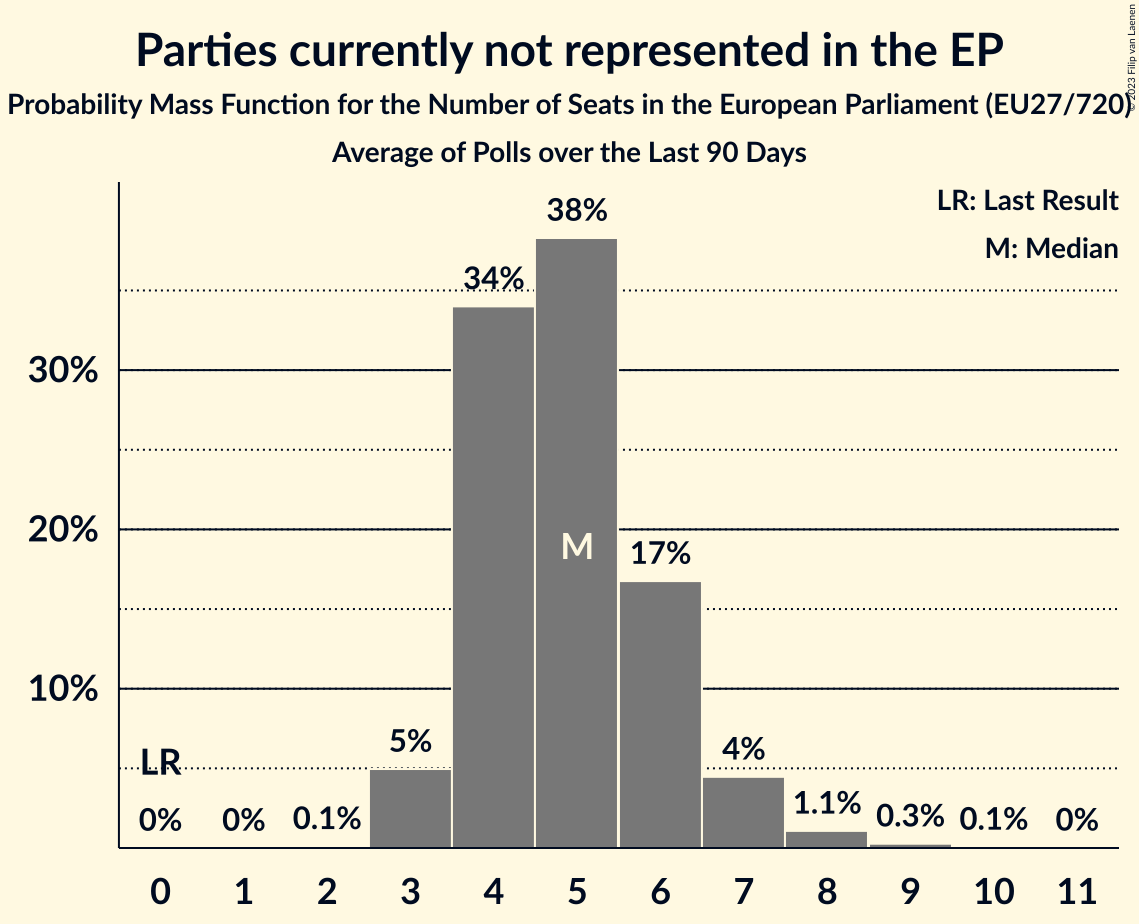 Parties currently not represented in the EP
Probability Mass Function for the Number of Seats in the European Parliament (EU27/720)
Average of Polls over the Last 90 Days
© 2023 Filip van Laenen
LR: Last Result
M: Median
38%
34%
30%
20%
M
17%
10%
5%
4%
LR
0%
0%
0.1%
1.1%
0.3%
0.1%
0%
0 1 2 3 4 5 6 7 8 9 10 11